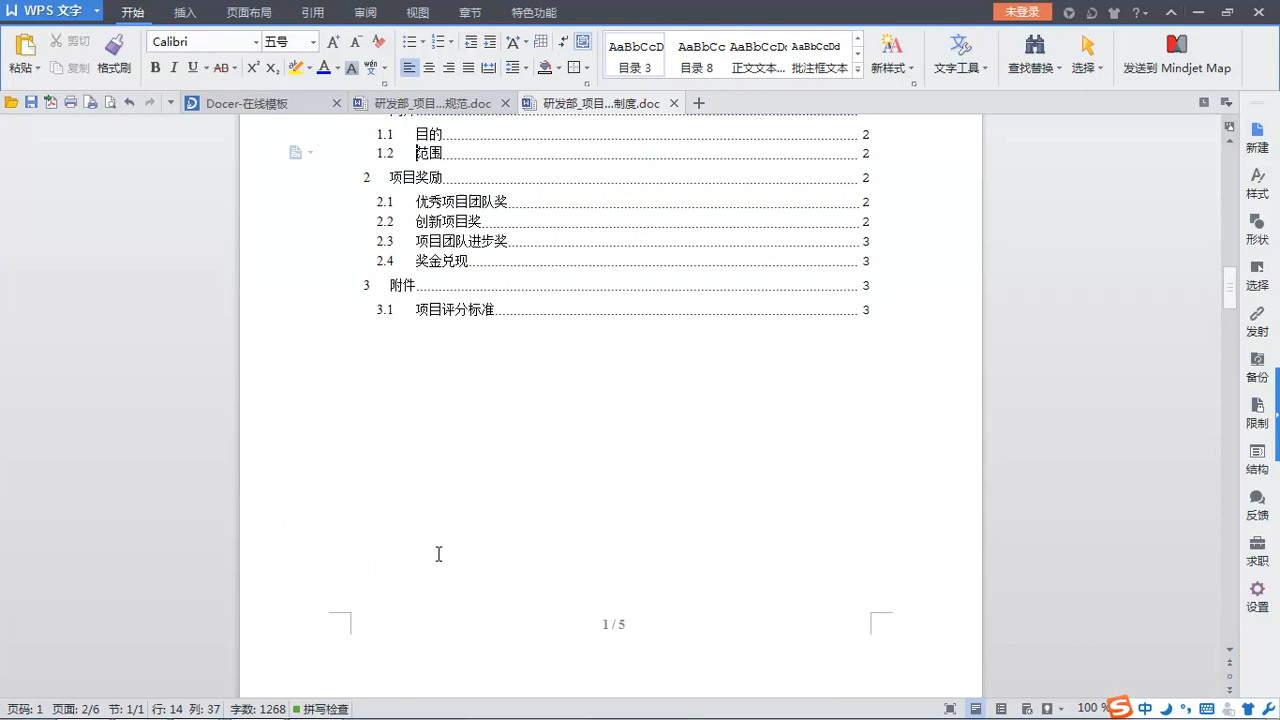 WPS 文字
开始 插入 页面布局 引用 审阅 视图 章节 特色功能
未登录
粘贴 剪切 复制 格式刷
Calibri 五号
AaBbCcD AaBbCc AaBbCcDc AaBbCcDd
目录 3 目录 8 正文文本... 批注框文本
新样式 文字工具 查找替换 选择 发送到 Mindjet Map
Docer-在线模板 研发部_项目...规范.doc 研发部_项目...制度.doc
1.1 目的 2
1.2 范围 2
2 项目奖励 2
2.1 优秀项目团队奖 2
2.2 创新项目奖 2
2.3 项目团队进步奖 3
2.4 奖金兑现 3
3 附件 3
3.1 项目评分标准 3
1 / 5
新建
样式
形状
选择
发射
备份
限制
结构
反馈
求职
设置
页码: 1 页面: 2/6 节: 1/1 行: 14 列: 37 字数: 1268 拼写检查
100 %
中